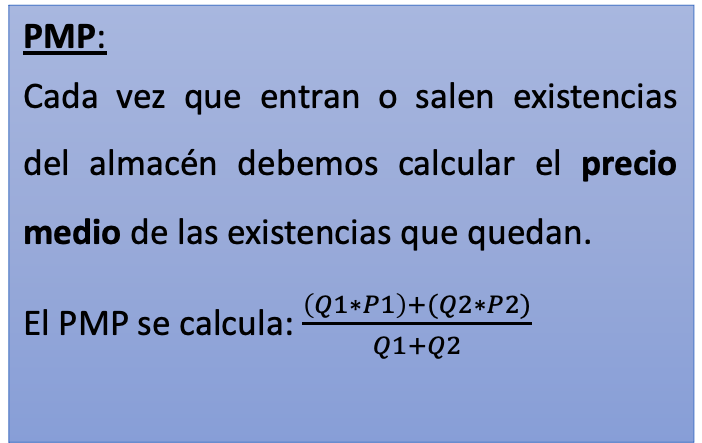 PMP:
Cada vez que entran o salen existencias
del almacén debemos calcular el precio
medio de las existencias que quedan.
El PMP se calcula: (Q1*P1)+(Q2*P2)
Q1+Q2